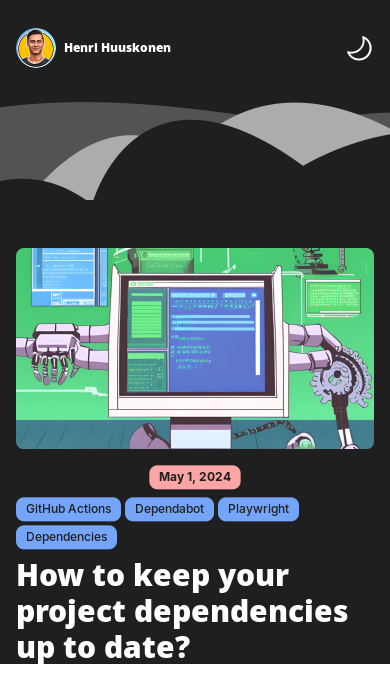 Henri Huuskonen
May 1, 2024
GitHub Actions Dependabot Playwright
Dependencies
How to keep your
project dependencies
up to date?